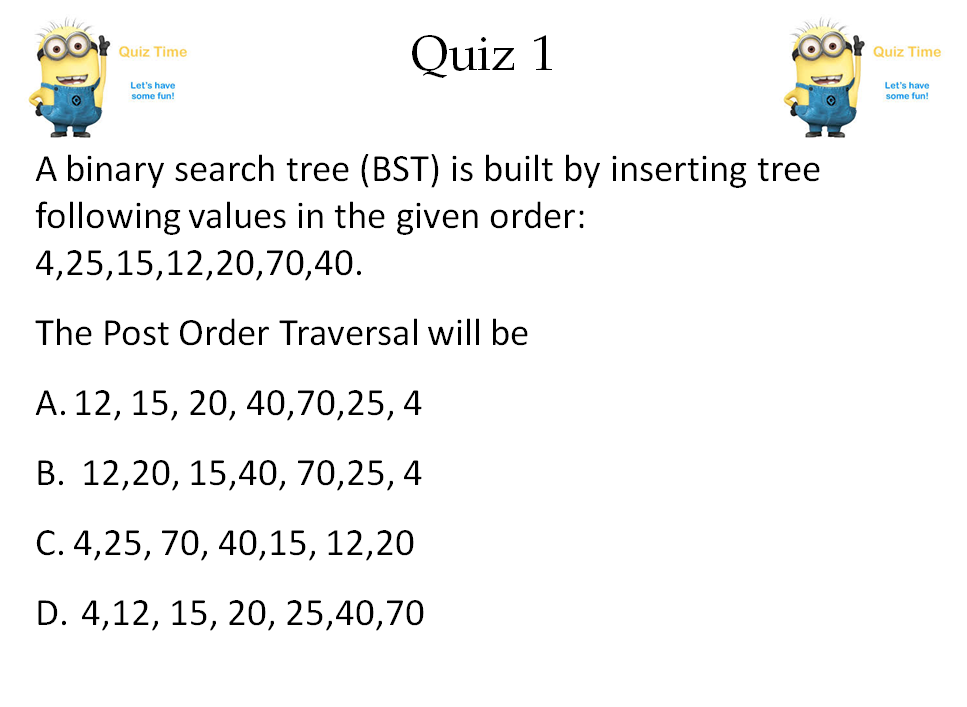 Quiz Time
Let's have
some fun!
Quiz 1
Quiz Time
Let's have
some fun!
A binary search tree (BST) is built by inserting tree
following values in the given order:
4,25,15,12,20,70,40.
The Post Order Traversal will be
A. 12, 15, 20, 40,70,25, 4
B. 12,20, 15,40, 70,25, 4
C. 4,25, 70, 40,15, 12,20
D. 4,12, 15, 20, 25,40,70